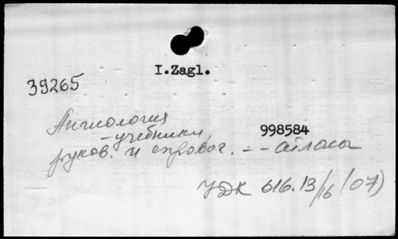 I.Zagl.
39265
Ангиология
- учебники,
руков. и справоч. -- атласы
998584
УДК 616.13/16 (07)